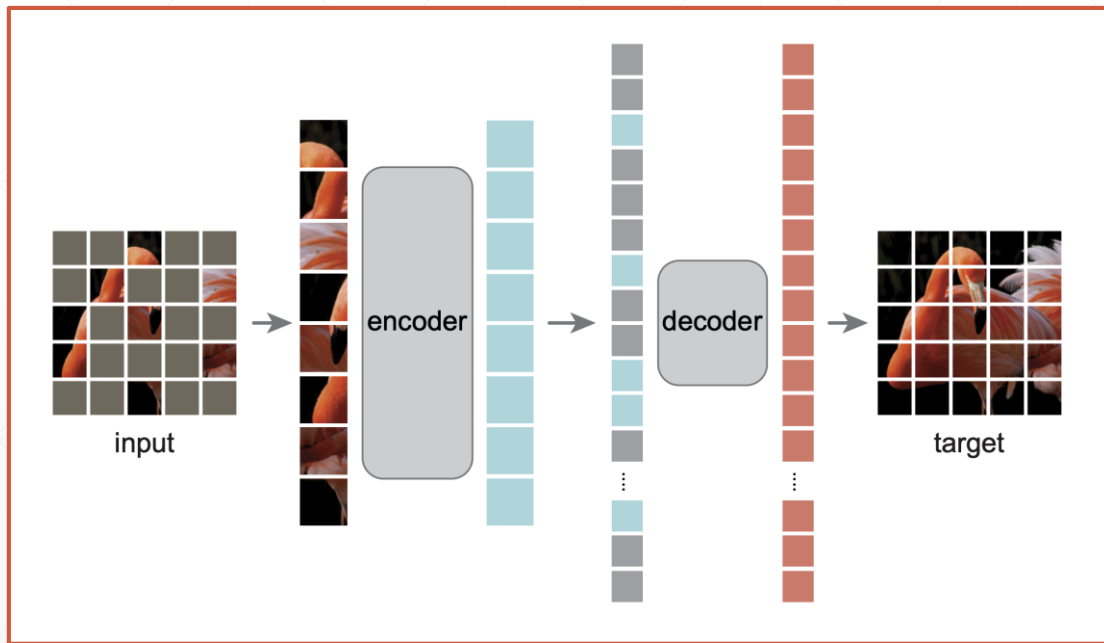 input
encoder
decoder
target